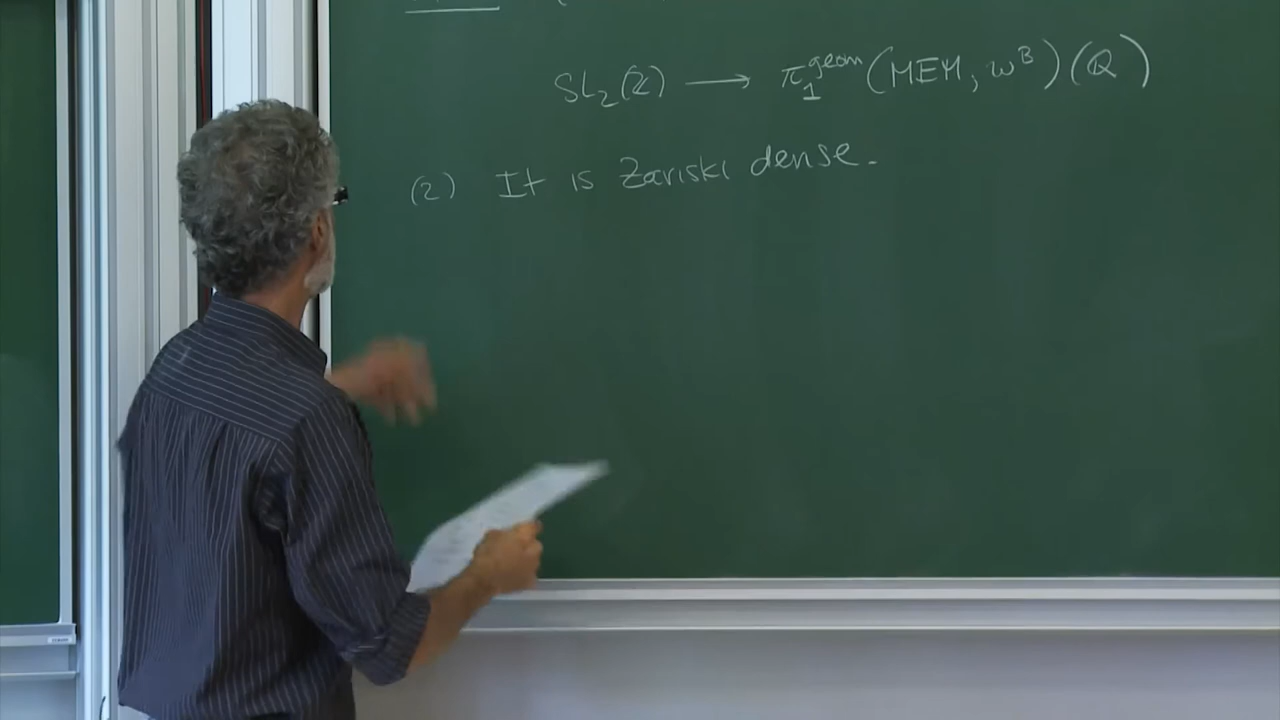 SL₂(ℤ) ⟶ π₁^geom (MEM, ω^B)(ℚ)
(2) It is Zariski dense.